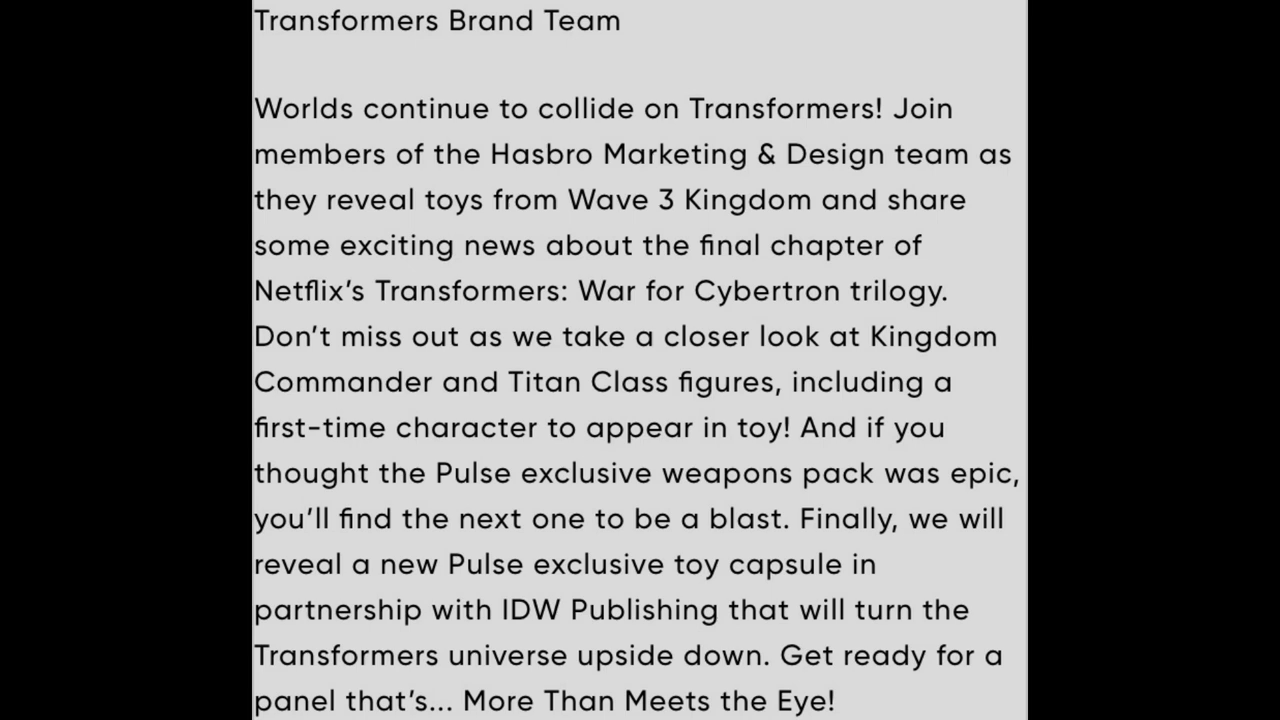 Transformers Brand Team
Worlds continue to collide on Transformers! Join
members of the Hasbro Marketing & Design team as
they reveal toys from Wave 3 Kingdom and share
some exciting news about the final chapter of
Netflix’s Transformers: War for Cybertron trilogy.
Don’t miss out as we take a closer look at Kingdom
Commander and Titan Class figures, including a
first-time character to appear in toy! And if you
thought the Pulse exclusive weapons pack was epic,
you’ll find the next one to be a blast. Finally, we will
reveal a new Pulse exclusive toy capsule in
partnership with IDW Publishing that will turn the
Transformers universe upside down. Get ready for a
panel that’s... More Than Meets the Eye!